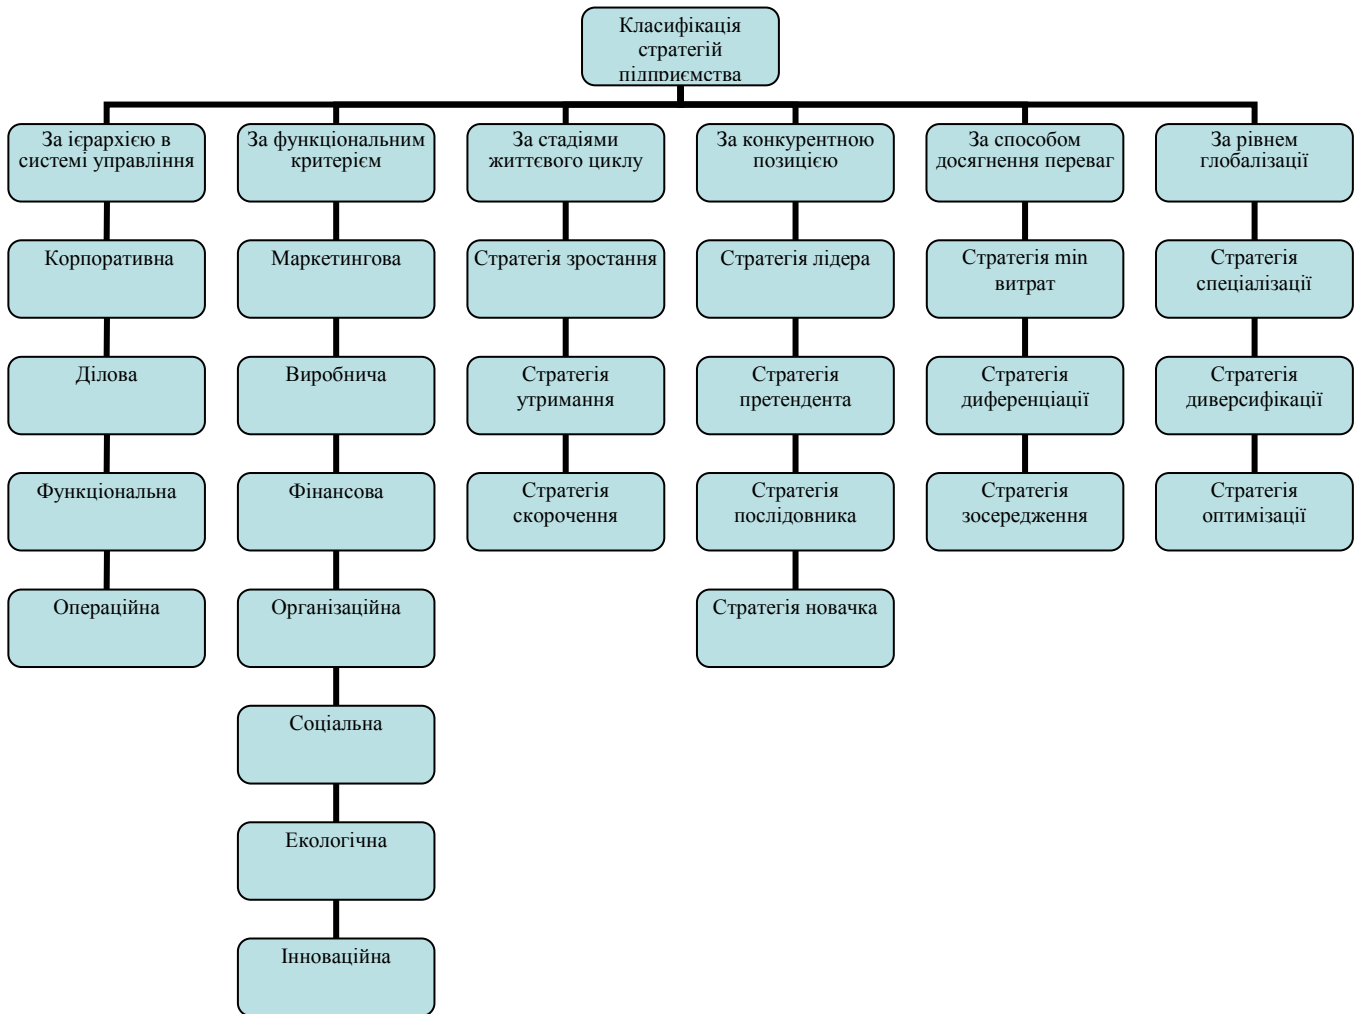 Класифікація
стратегій
підприємства
За ієрархією в
системі управління
Корпоративна
Ділова
Функціональна
Операційна
За функціональним
критерієм
Маркетингова
Виробнича
Фінансова
Організаційна
Соціальна
Екологічна
Інноваційна
За стадіями
життєвого циклу
Стратегія зростання
Стратегія
утримання
Стратегія
скорочення
За конкурентною
позицією
Стратегія лідера
Стратегія
претендента
Стратегія
послідовника
Стратегія новачка
За способом
досягнення переваг
Стратегія min
витрат
Стратегія
диференціації
Стратегія
зосередження
За рівнем
глобалізації
Стратегія
спеціалізації
Стратегія
диверсифікації
Стратегія
оптимізації